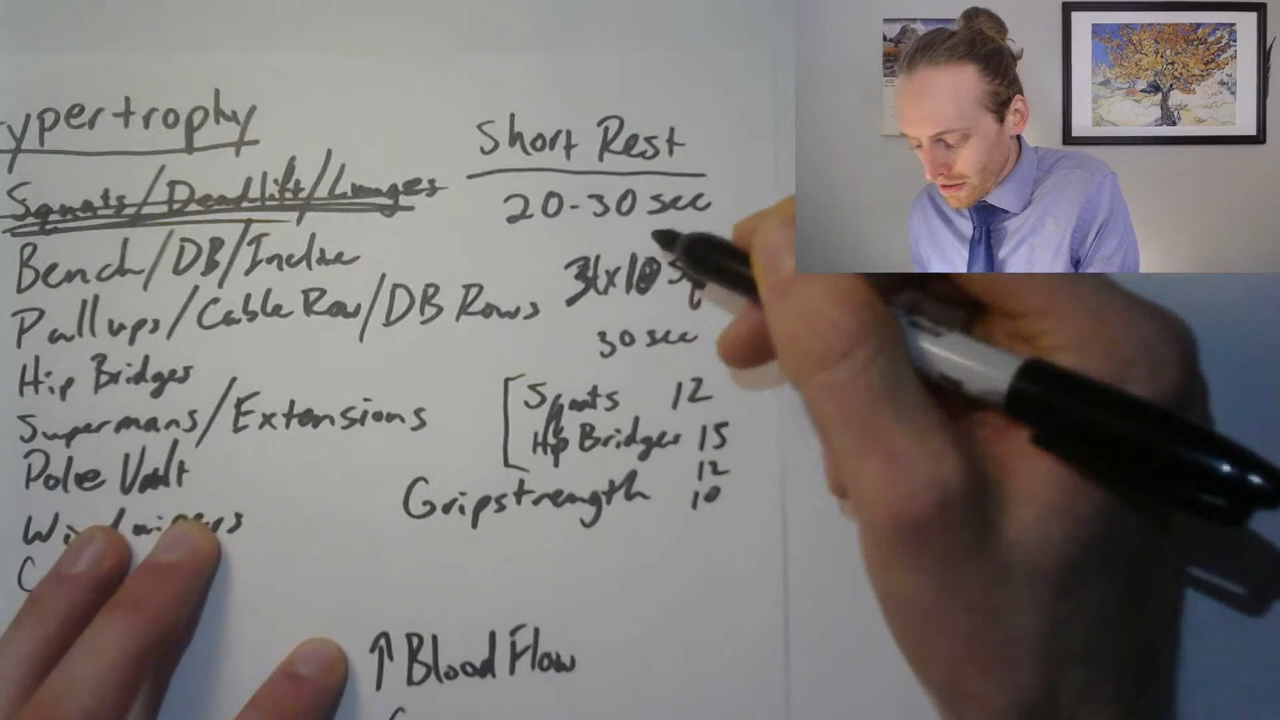 ypertrophy
Squats/Deadlift/Lunges
Bench/DB/Incline
Pullups/Cable Row/DB Rows
Hip Bridges
Supermans/Extensions
Pole Vault
Short Rest
20-30 sec
30 sec
Squats 12
Hip Bridges 15
12
Gripstrength 10
↑ Blood Flow